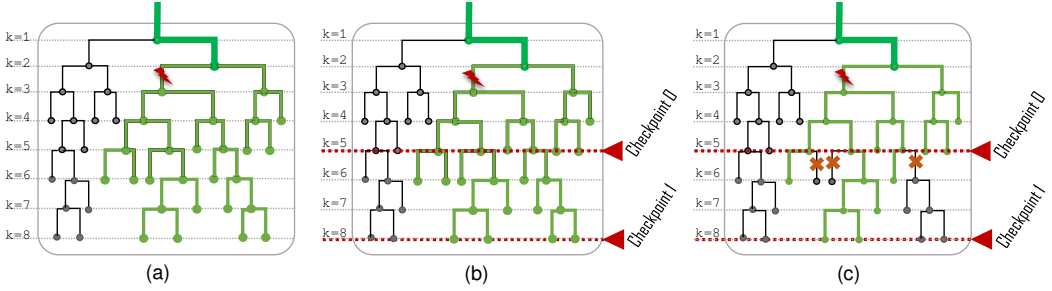 k=1
k=2
k=3
k=4
k=5
k=6
k=7
k=8
(a)
k=1
k=2
k=3
k=4
k=5
k=6
k=7
k=8
Checkpoint 0
Checkpoint 1
(b)
k=1
k=2
k=3
k=4
k=5
k=6
k=7
k=8
Checkpoint 0
Checkpoint 1
(c)